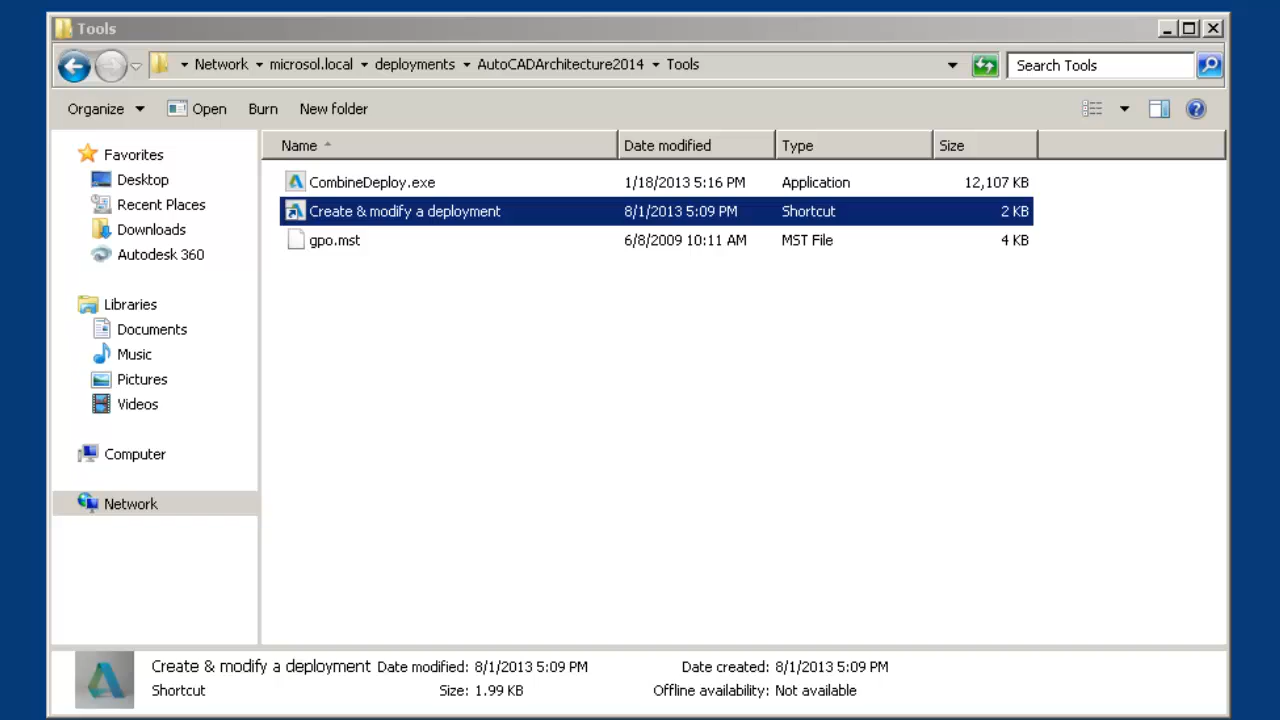 Tools
Network microsol.local deployments AutoCADArchitecture2014 Tools Search Tools
Organize Open Burn New folder
Name Date modified Type Size
Favorites
Desktop
Recent Places
Downloads
Autodesk 360
Libraries
Documents
Music
Pictures
Videos
Computer
Network
CombineDeploy.exe 1/18/2013 5:16 PM Application 12,107 KB
Create & modify a deployment 8/1/2013 5:09 PM Shortcut 2 KB
gpo.mst 6/8/2009 10:11 AM MST File 4 KB
Create & modify a deployment Date modified: 8/1/2013 5:09 PM Date created: 8/1/2013 5:09 PM
Shortcut Size: 1.99 KB Offline availability: Not available